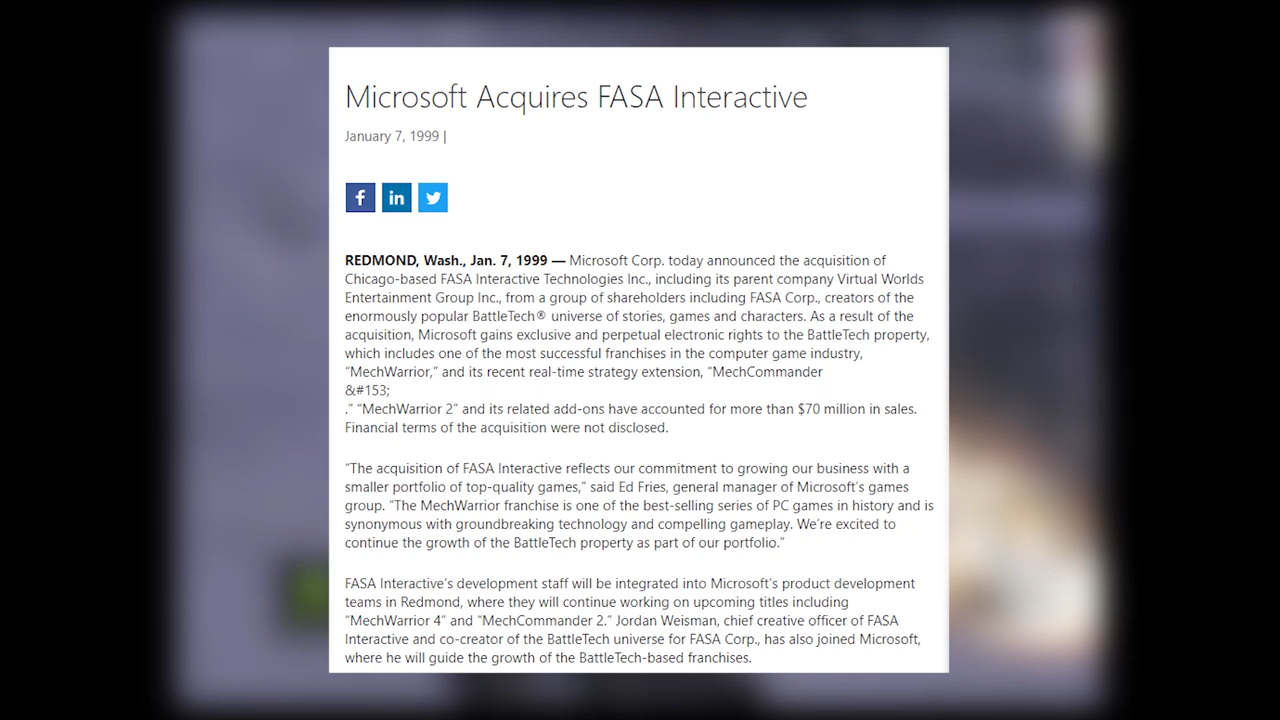 Microsoft Acquires FASA Interactive
January 7, 1999 |
f in
REDMOND, Wash., Jan. 7, 1999 — Microsoft Corp. today announced the acquisition of
Chicago-based FASA Interactive Technologies Inc., including its parent company Virtual Worlds
Entertainment Group Inc., from a group of shareholders including FASA Corp., creators of the
enormously popular BattleTech® universe of stories, games and characters. As a result of the
acquisition, Microsoft gains exclusive and perpetual electronic rights to the BattleTech property,
which includes one of the most successful franchises in the computer game industry,
“MechWarrior,” and its recent real-time strategy extension, “MechCommander
&#153;
.” “MechWarrior 2” and its related add-ons have accounted for more than $70 million in sales.
Financial terms of the acquisition were not disclosed.
“The acquisition of FASA Interactive reflects our commitment to growing our business with a
smaller portfolio of top-quality games,” said Ed Fries, general manager of Microsoft’s games
group. “The MechWarrior franchise is one of the best-selling series of PC games in history and is
synonymous with groundbreaking technology and compelling gameplay. We’re excited to
continue the growth of the BattleTech property as part of our portfolio.”
FASA Interactive’s development staff will be integrated into Microsoft’s product development
teams in Redmond, where they will continue working on upcoming titles including
“MechWarrior 4” and “MechCommander 2.” Jordan Weisman, chief creative officer of FASA
Interactive and co-creator of the BattleTech universe for FASA Corp., has also joined Microsoft,
where he will guide the growth of the BattleTech-based franchises.